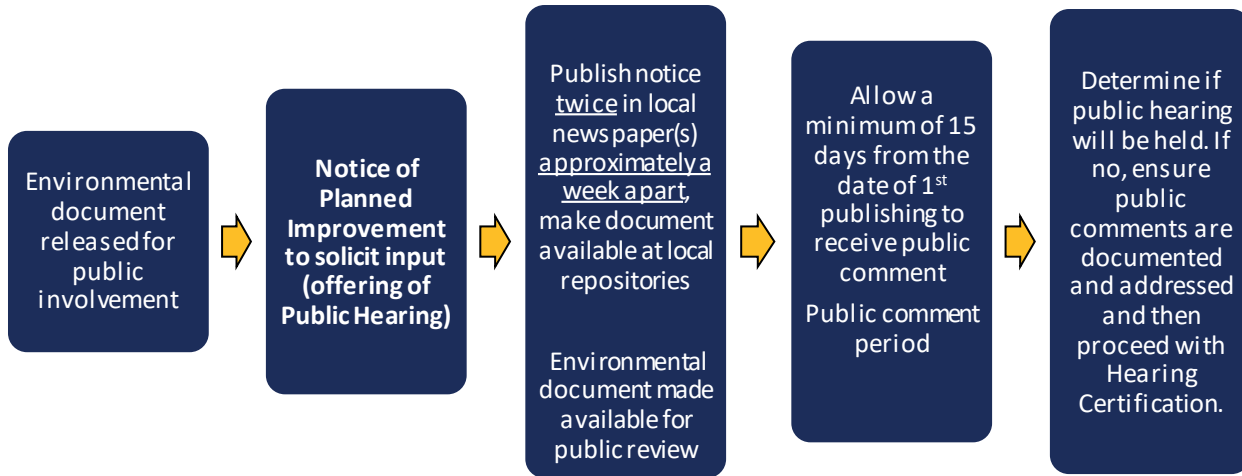 Environmental
document
released for
public
involvement
Notice of
Planned
Improvement
to solicit input
(offering of
Public Hearing)
Publish notice
twice in local
newspaper(s)
approximately a
week apart,
make document
available at local
repositories
Environmental
document made
available for
public review
Allow a
minimum of 15
days from the
date of 1st
publishing to
receive public
comment
Public comment
period
Determine if
public hearing
will be held. If
no, ensure
public
comments are
documented
and addressed
and then
proceed with
Hearing
Certification.